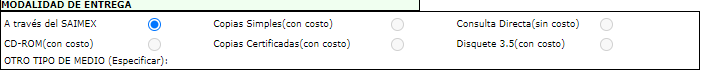 MODALIDAD DE ENTREGA
A través del SAIMEX Copias Simples(con costo) Consulta Directa(sin costo)
CD-ROM(con costo) Copias Certificadas(con costo) Disquete 3.5(con costo)
OTRO TIPO DE MEDIO (Especificar):